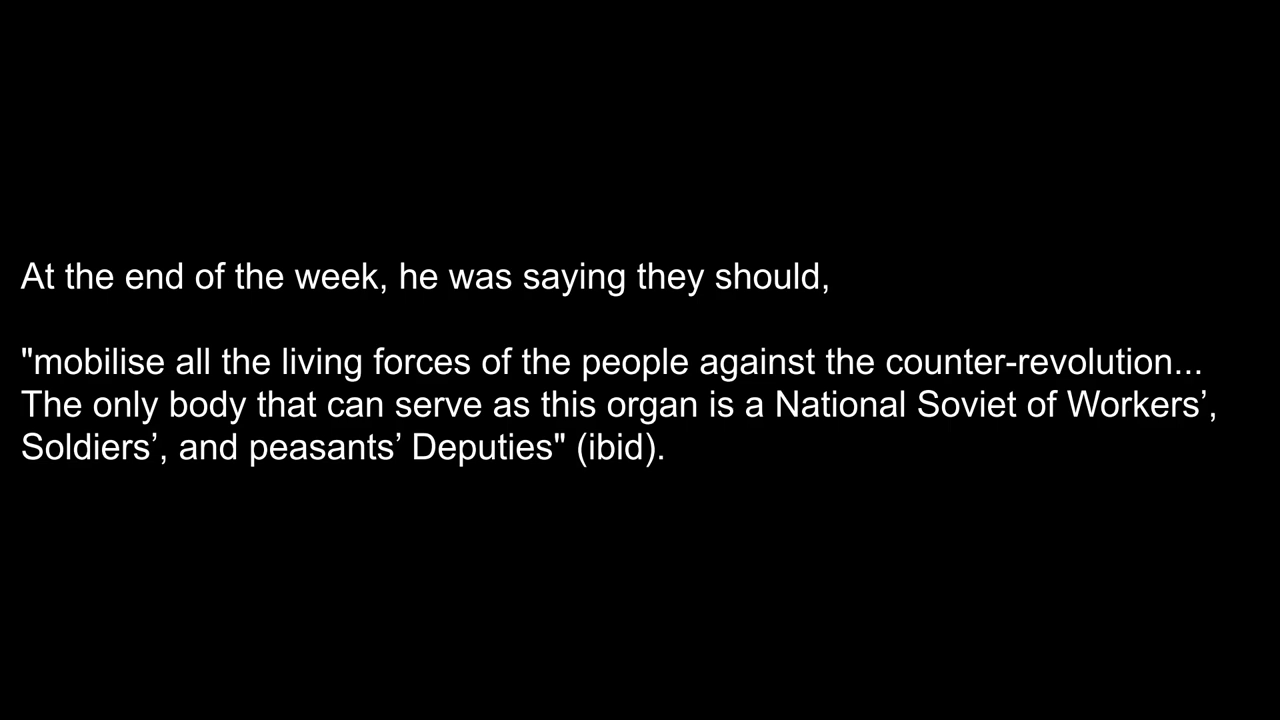 At the end of the week, he was saying they should,
"mobilise all the living forces of the people against the counter-revolution...
The only body that can serve as this organ is a National Soviet of Workers’,
Soldiers’, and peasants’ Deputies" (ibid).